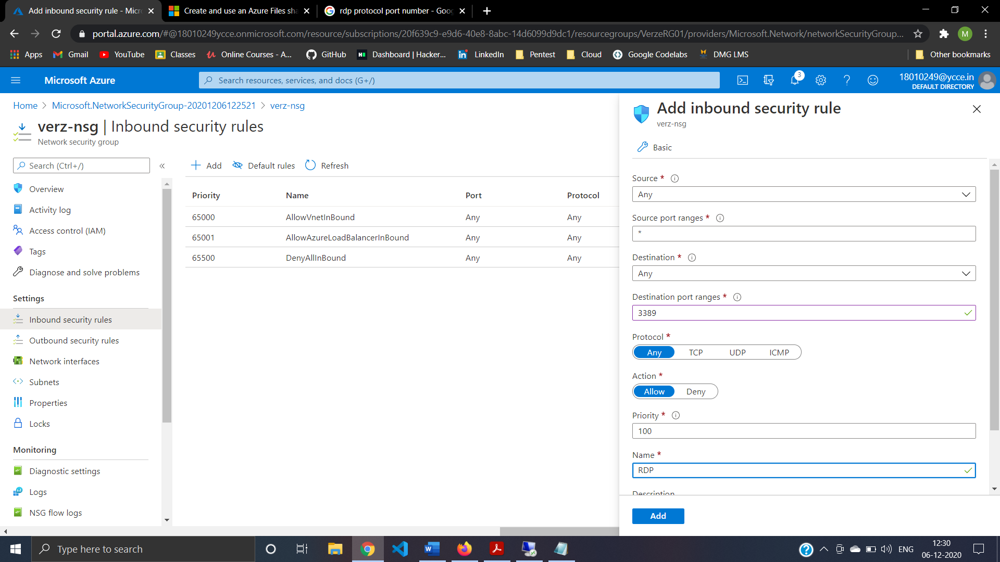 Add inbound security rule - Micr
Create and use an Azure Files sha
rdp protocol port number - Goog
portal.azure.com/#@18010249ycce.onmicrosoft.com/resource/subscriptions/20f639c9-e9d6-40e8-8abc-14d6099d9dc1/resourcegroups/VerzeRG01/providers/Microsoft.Network/networkSecurityGroup...
M
Apps
Gmail
YouTube
Classes
Online Courses - A...
GitHub
Dashboard | Hacker...
LinkedIn
Pentest
Cloud
Google Codelabs
DMG LMS
Other bookmarks
Microsoft Azure
Search resources, services, and docs (G+/)
3
18010249@ycce.in
DEFAULT DIRECTORY
Home > Microsoft.NetworkSecurityGroup-20201206122521 > verz-nsg
verz-nsg | Inbound security rules
Network security group
Search (Ctrl+/)
«
Overview
Activity log
Access control (IAM)
Tags
Diagnose and solve problems
Settings
Inbound security rules
Outbound security rules
Network interfaces
Subnets
Properties
Locks
Monitoring
Diagnostic settings
Logs
NSG flow logs
Add
Default rules
Refresh
Priority Name Port Protocol
65000 AllowVnetInBound Any Any
65001 AllowAzureLoadBalancerInBound Any Any
65500 DenyAllInBound Any Any
Add inbound security rule
verz-nsg
Basic
Source *
Any
Source port ranges *
*
Destination *
Any
Destination port ranges *
3389
Protocol *
Any TCP UDP ICMP
Action *
Allow Deny
Priority *
100
Name *
RDP
Description
Add
Type here to search
ENG
12:30
06-12-2020